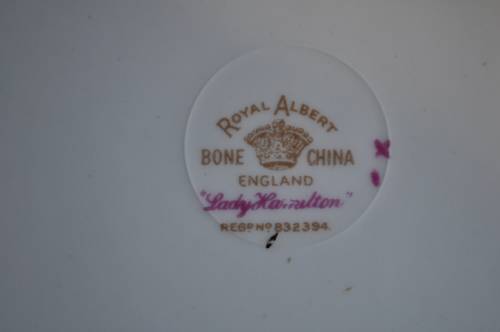 ROYAL ALBERT
BONE CHINA
ENGLAND
"Lady Hamilton"
REGD NO 832394.